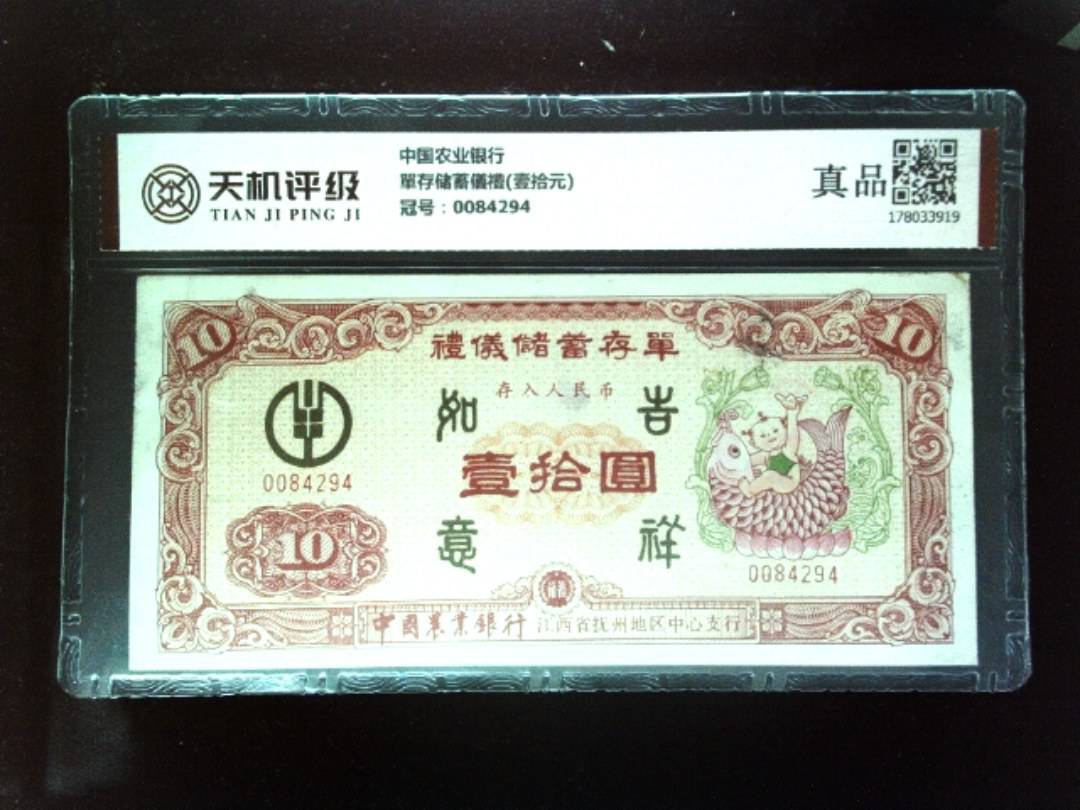 天机评级
TIAN JI PING JI
中国农业银行
單存储蓄儀禮(壹拾元)
冠号：0084294
真品
178033919
10
10
禮儀儲蓄存單
存入人民币
如
吉
0084294
壹拾圓
10
意
祥
0084294
中國農業銀行 江西省抚州地区中心支行